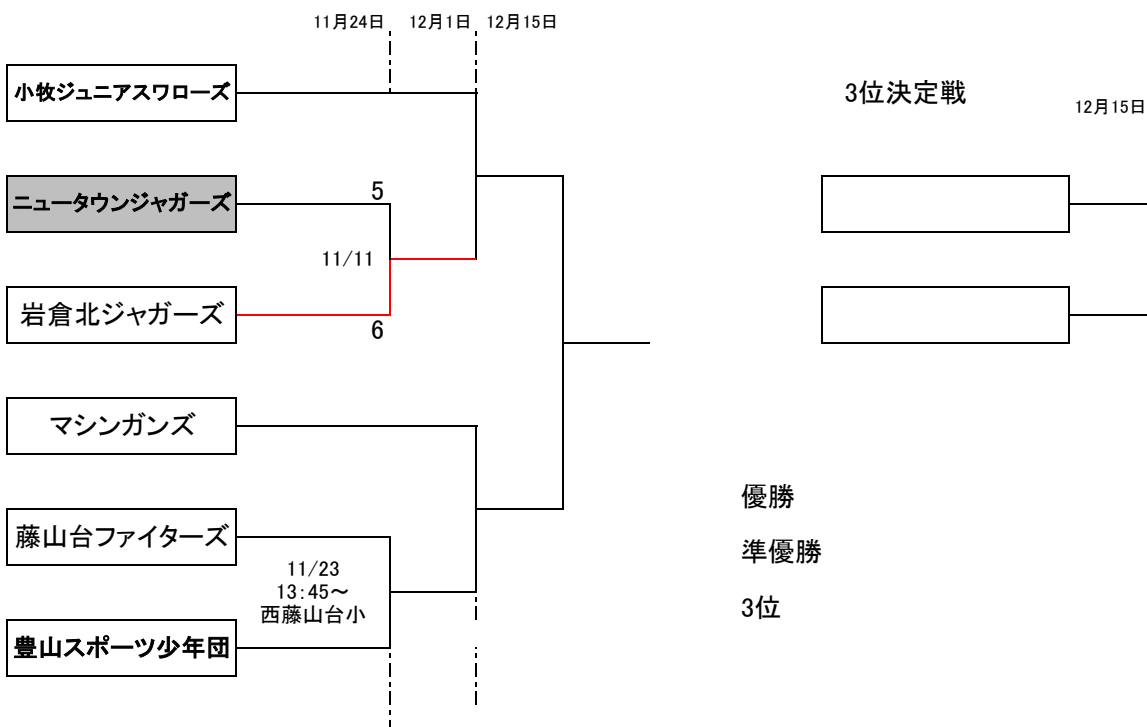 11月24日 12月1日 12月15日
小牧ジュニアスワローズ
3位決定戦
12月15日
ニュータウンジャガーズ
5
11/11
岩倉北ジャガーズ
6
マシンガンズ
優勝
藤山台ファイターズ
準優勝
11/23
13:45～
西藤山台小
3位
豊山スポーツ少年団